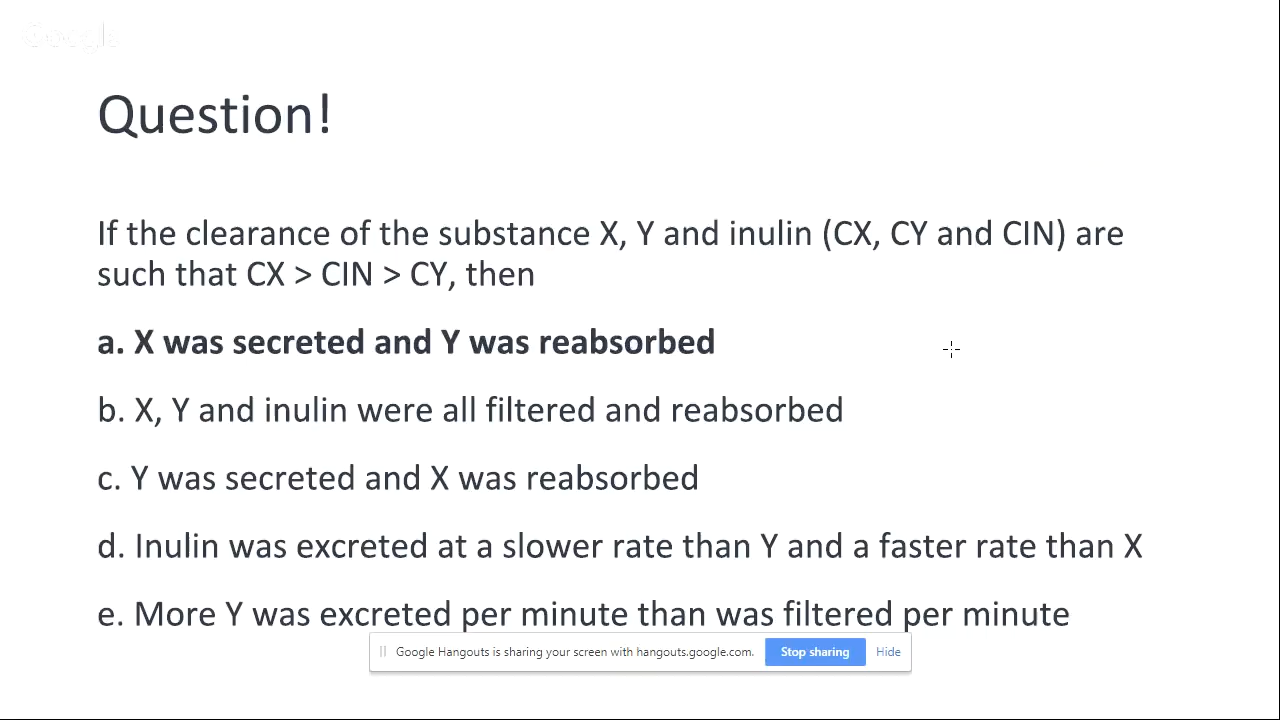 Google
Question!
If the clearance of the substance X, Y and inulin (CX, CY and CIN) are
such that CX > CIN > CY, then
a. X was secreted and Y was reabsorbed
b. X, Y and inulin were all filtered and reabsorbed
c. Y was secreted and X was reabsorbed
d. Inulin was excreted at a slower rate than Y and a faster rate than X
e. More Y was excreted per minute than was filtered per minute
Google Hangouts is sharing your screen with hangouts.google.com. Stop sharing Hide